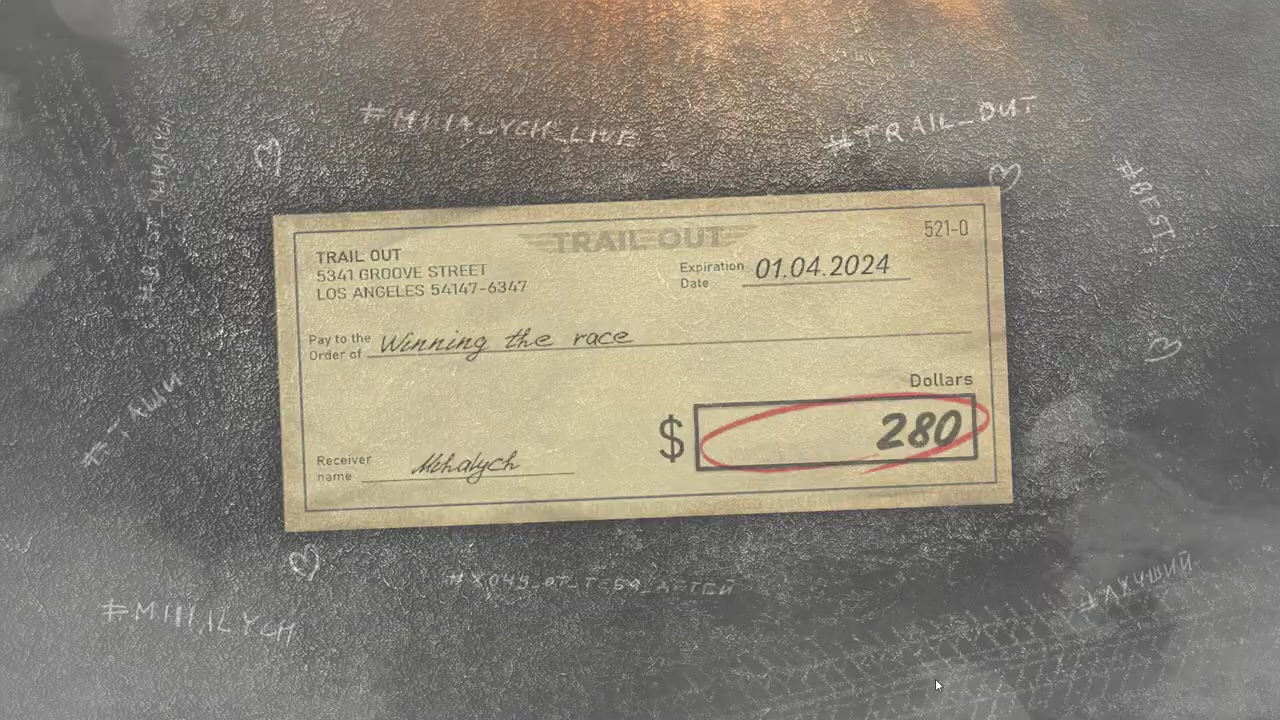 #MIHALYCH_LIVE
#TRAIL_OUT
#BEST
TRAIL OUT
521-0
TRAIL OUT
5341 GROOVE STREET
LOS ANGELES 54147-6347
Expiration Date 01.04.2024
Pay to the
Order of Winning the race
Dollars
$ 280
Receiver
name Mihalych
#ХОЧУ_ОТ_ТЕБЯ_ДЕТЕЙ
#ЛУЧШИЙ
#MIHALYCH